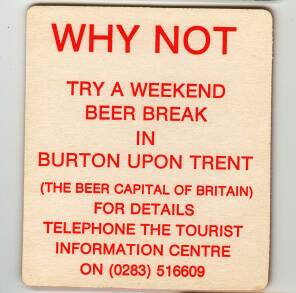 WHY NOT
TRY A WEEKEND
BEER BREAK
IN
BURTON UPON TRENT
(THE BEER CAPITAL OF BRITAIN)
FOR DETAILS
TELEPHONE THE TOURIST
INFORMATION CENTRE
ON (0283) 516609